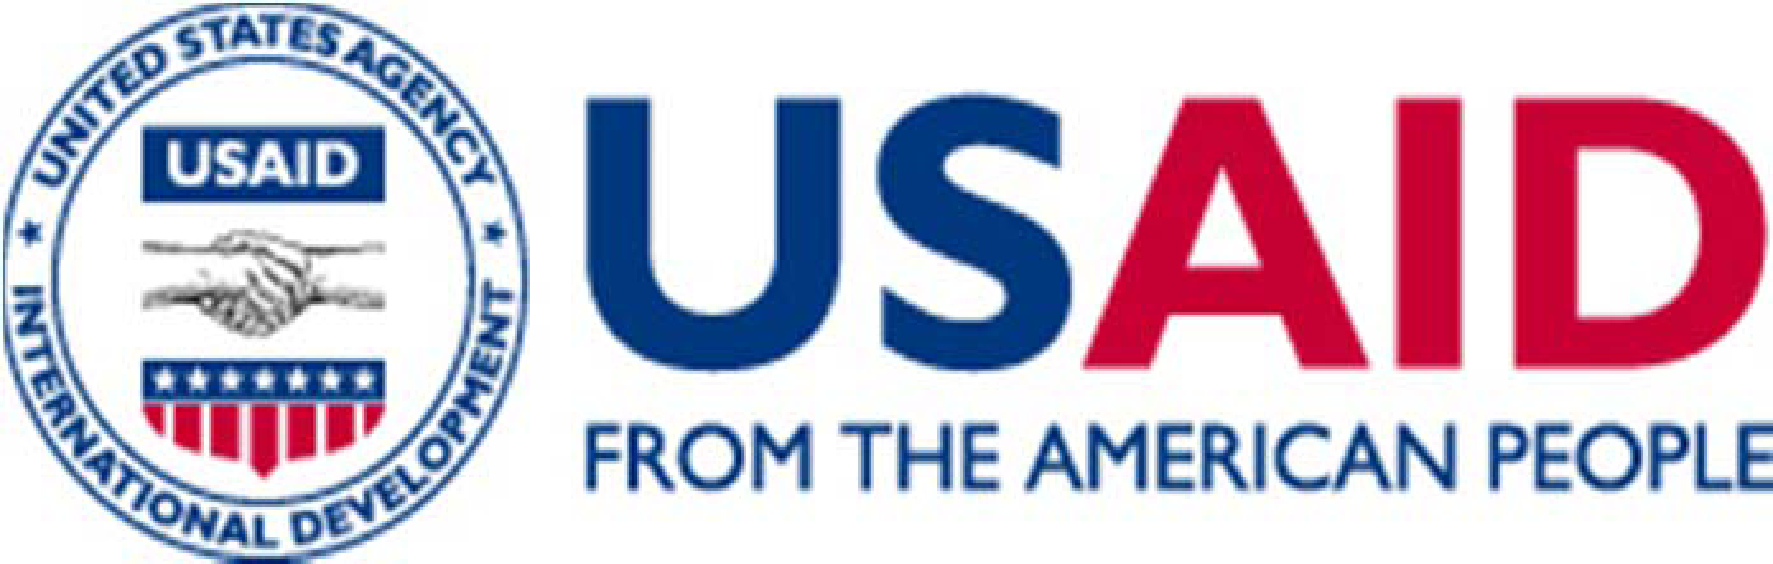 UNITED STATES AGENCY
INTERNATIONAL DEVELOPMENT
USAID
USAID
FROM THE AMERICAN PEOPLE